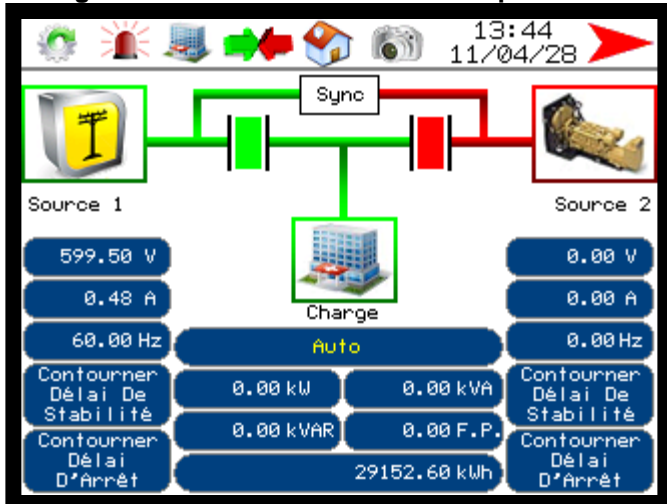 13:44
11/04/28
Sync
Source 1
Source 2
599.50 V
0.00 V
0.48 A
0.00 A
Charge
60.00 Hz
0.00 Hz
Auto
Contourner
Délai De
Stabilité
0.00 kW
0.00 kVA
Contourner
Délai De
Stabilité
0.00 kVAR
0.00 F.P.
Contourner
Délai
D'Arrêt
29152.60 kWh
Contourner
Délai
D'Arrêt